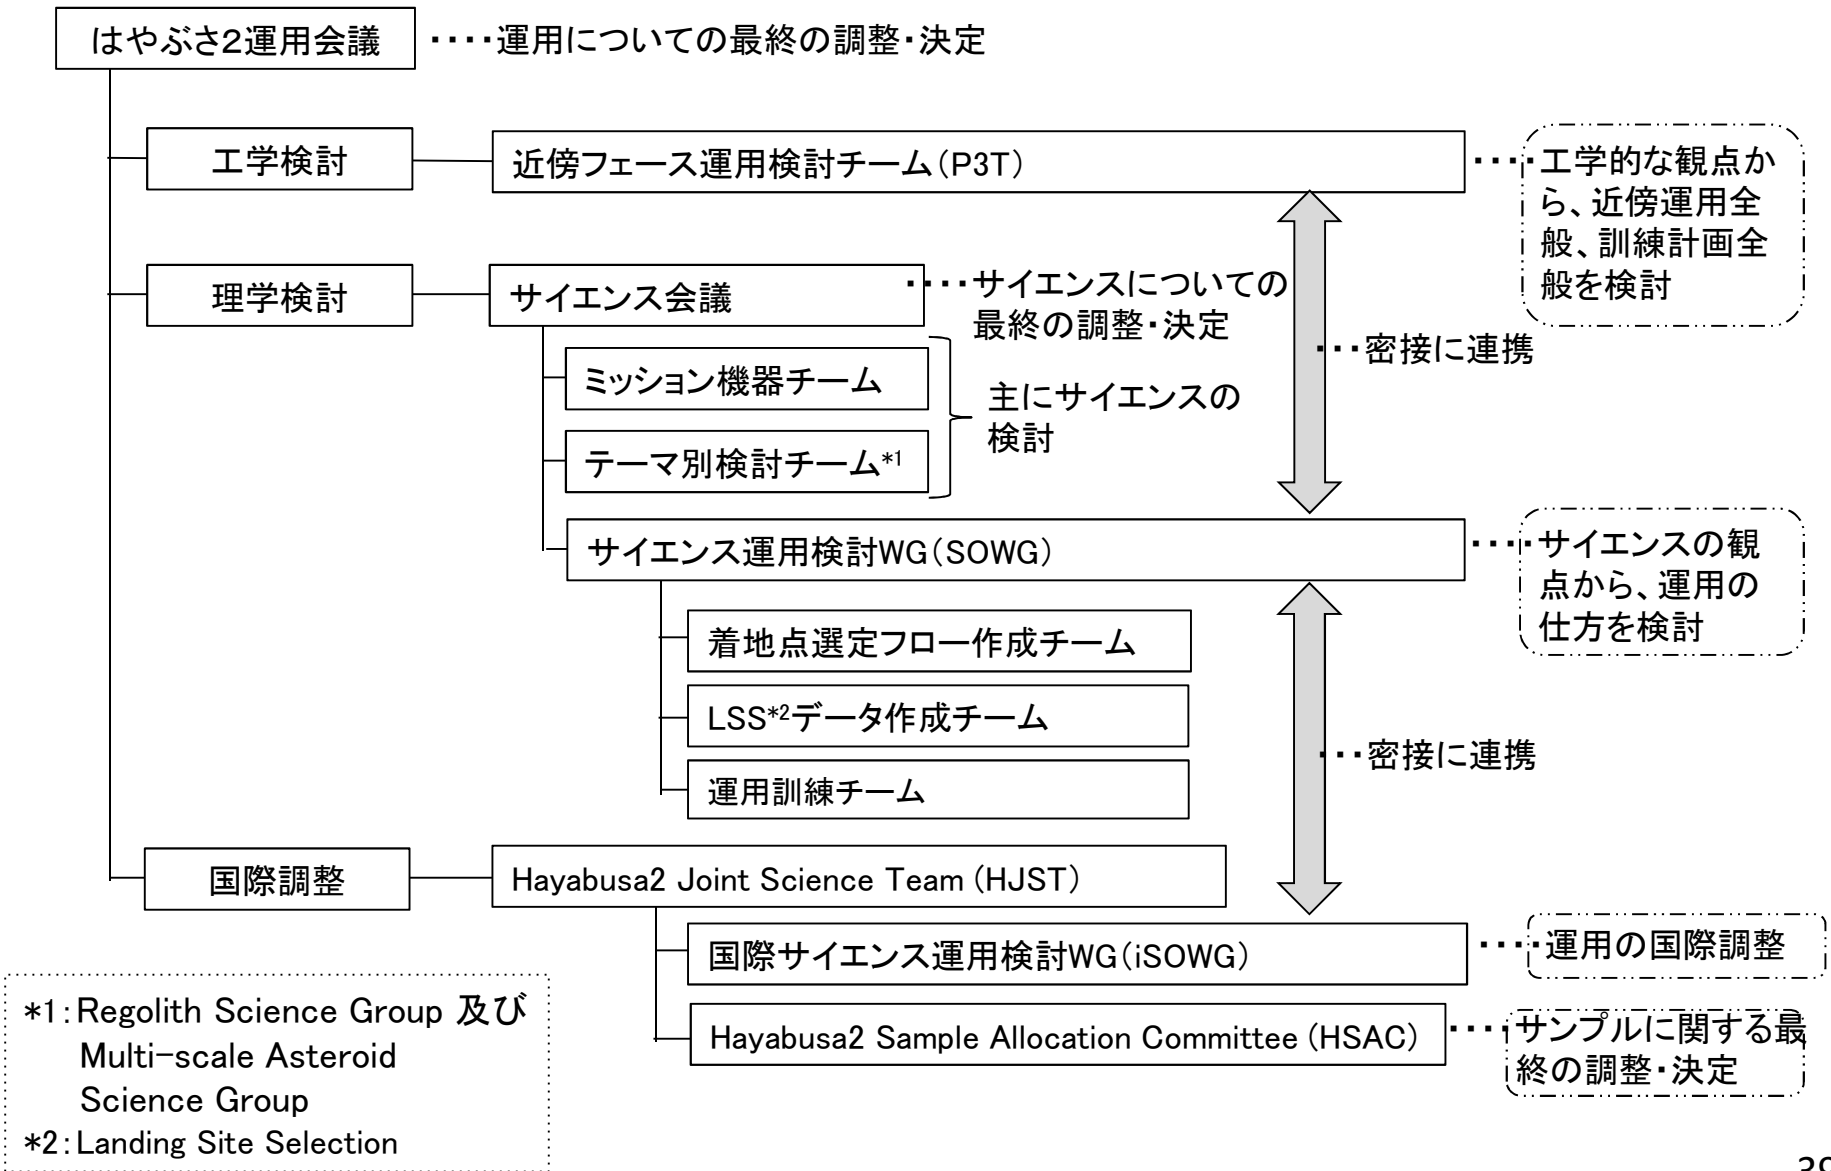 はやぶさ2運用会議 ････運用についての最終の調整・決定
工学検討
近傍フェーズ運用検討チーム(P3T)
････工学的な観点か
ら、近傍運用全
般、訓練計画全
般を検討
理学検討
サイエンス会議
････サイエンスについての
最終の調整・決定
･･･密接に連携
ミッション機器チーム
テーマ別検討チーム*1
主にサイエンスの
検討
サイエンス運用検討WG(SOWG)
････サイエンスの観
点から、運用の
仕方を検討
着地点選定フロー作成チーム
LSS*2データ作成チーム
運用訓練チーム
･･･密接に連携
国際調整
Hayabusa2 Joint Science Team (HJST)
国際サイエンス運用検討WG(iSOWG)
････運用の国際調整
Hayabusa2 Sample Allocation Committee (HSAC)
････サンプルに関する最
終の調整・決定
*1:Regolith Science Group 及び
Multi-scale Asteroid
Science Group
*2:Landing Site Selection